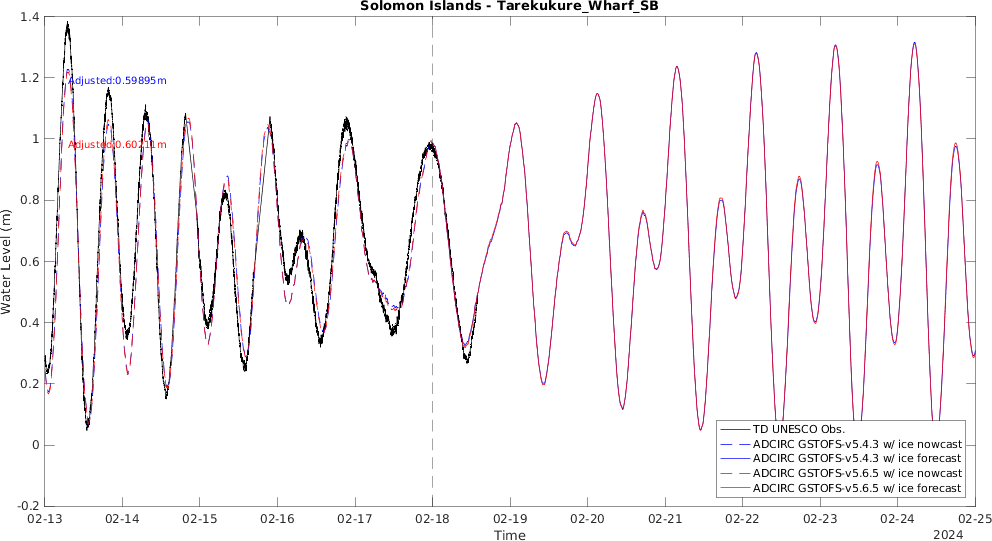 Solomon Islands - Tarekukure_Wharf_SB
1.4
1.2
1
0.8
0.6
0.4
0.2
0
-0.2
Water Level (m)
Adjusted:0.59895m
Adjusted:0.60211m
TD UNESCO Obs.
ADCIRC GSTOFS-v5.4.3 w/ ice nowcast
ADCIRC GSTOFS-v5.4.3 w/ ice forecast
ADCIRC GSTOFS-v5.6.5 w/ ice nowcast
ADCIRC GSTOFS-v5.6.5 w/ ice forecast
02-13 02-14 02-15 02-16 02-17 02-18 02-19 02-20 02-21 02-22 02-23 02-24 02-25
Time
2024